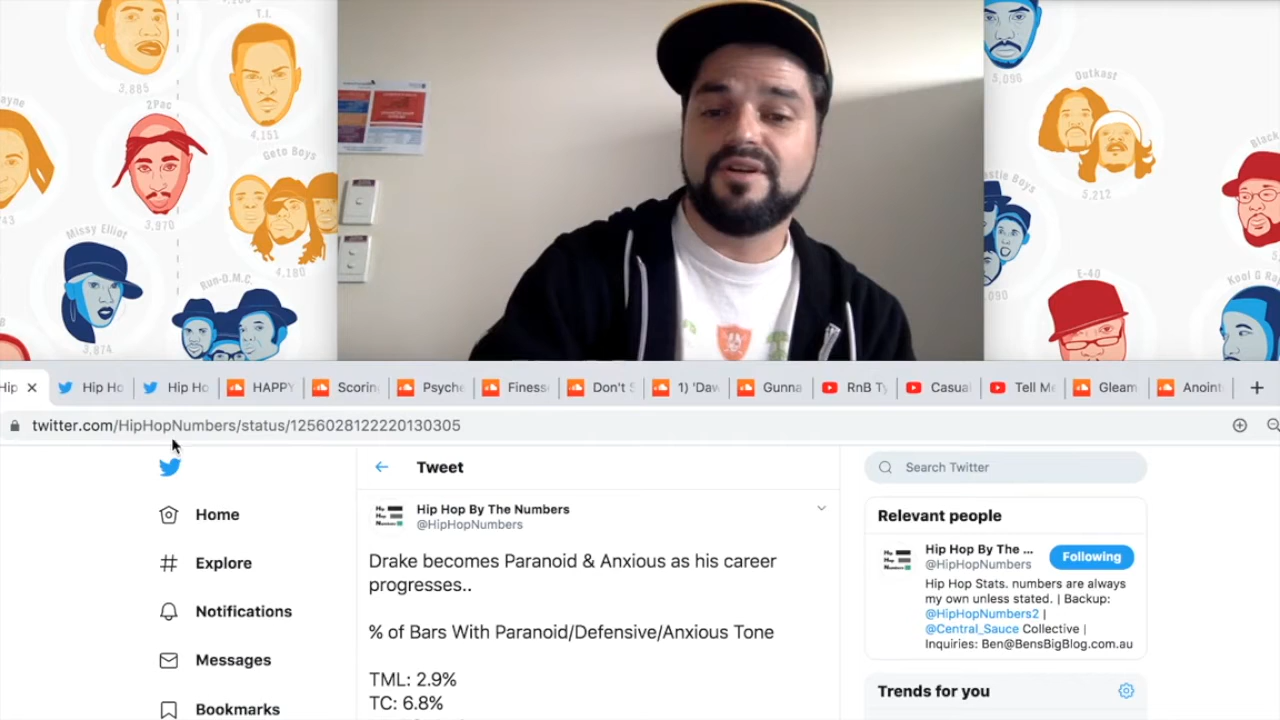 T.I.
3,885
4,151
2Pac
Geto Boys
3,970
4,180
Missy Elliot
Run-D.M.C.
3,874
5,096
Outkast
5,212
Black
E-40
Kool G Ra
Hip Ho
Hip Ho
HAPPY
Scorin
Psyche
Finess
Don't S
1) 'Daw
Gunna
RnB Ty
Casual
Tell Me
Gleam
Anoint
twitter.com/HipHopNumbers/status/1256028122220130305
Home
Explore
Notifications
Messages
Bookmarks
Tweet
Hip Hop By The Numbers
@HipHopNumbers
Drake becomes Paranoid & Anxious as his career
progresses..
% of Bars With Paranoid/Defensive/Anxious Tone
TML: 2.9%
TC: 6.8%
Search Twitter
Relevant people
Hip Hop By The ...
@HipHopNumbers
Following
Hip Hop Stats. numbers are always
my own unless stated. | Backup:
@HipHopNumbers2 |
@Central_Sauce Collective |
Inquiries: Ben@BensBigBlog.com.au
Trends for you